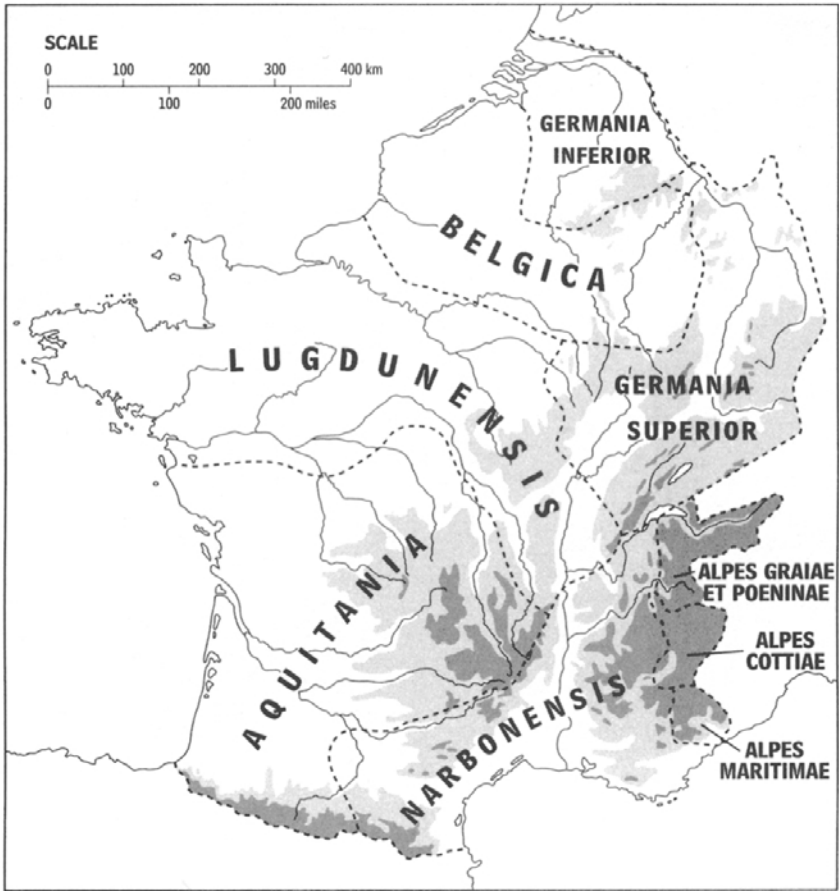 SCALE
0 100 200 300 400 km
0 100 200 miles
GERMANIA
INFERIOR
BELGICA
LUGDUNENSIS
GERMANIA
SUPERIOR
AQUITANIA
ALPES GRAIAE
ET POENINAE
ALPES
COTTIAE
NARBONENSIS
ALPES
MARITIMAE